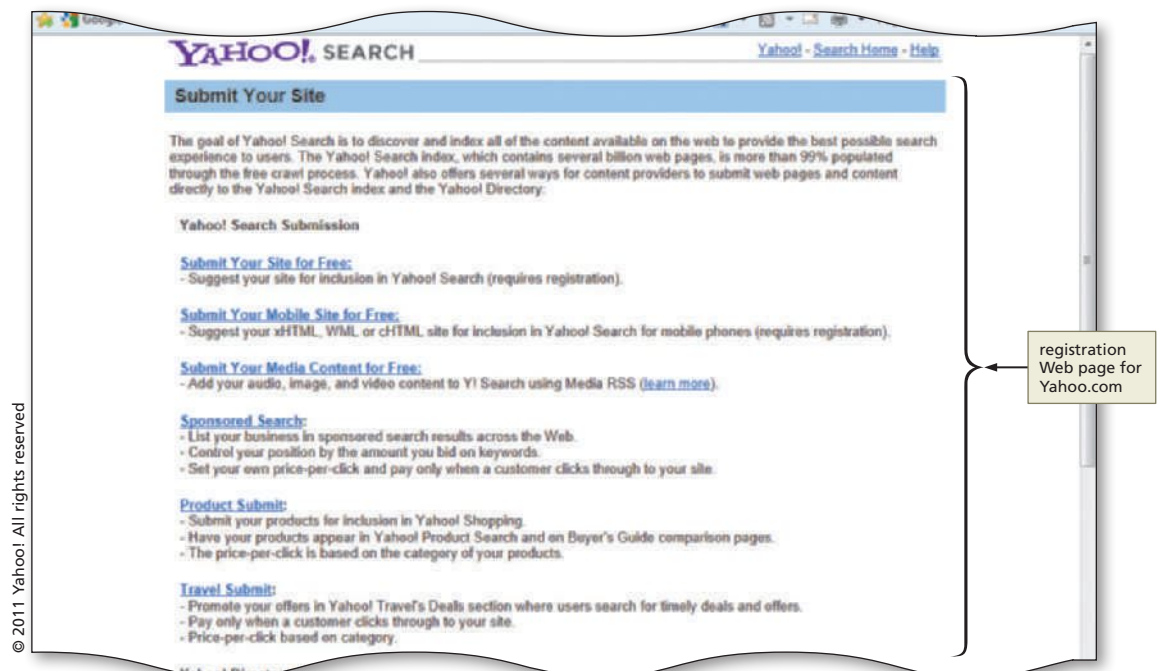 Google
YAHOO! SEARCH
Yahoo! - Search Home - Help
Submit Your Site
The goal of Yahoo! Search is to discover and index all of the content available on the web to provide the best possible search
experience to users. The Yahoo! Search index, which contains several billion web pages, is more than 99% populated
through the free crawl process. Yahoo! also offers several ways for content providers to submit web pages and content
directly to the Yahoo! Search index and the Yahoo! Directory:
Yahoo! Search Submission
Submit Your Site for Free:
- Suggest your site for inclusion in Yahoo! Search (requires registration).
Submit Your Mobile Site for Free:
- Suggest your xHTML, WML or cHTML site for inclusion in Yahoo! Search for mobile phones (requires registration).
Submit Your Media Content for Free:
- Add your audio, image, and video content to Y! Search using Media RSS (learn more).
Sponsored Search:
- List your business in sponsored search results across the Web.
- Control your position by the amount you bid on keywords.
- Set your own price-per-click and pay only when a customer clicks through to your site.
Product Submit:
- Submit your products for inclusion in Yahoo! Shopping.
- Have your products appear in Yahoo! Product Search and on Buyer's Guide comparison pages.
- The price-per-click is based on the category of your products.
Travel Submit:
- Promote your offers in Yahoo! Travel's Deals section where users search for timely deals and offers.
- Pay only when a customer clicks through to your site.
- Price-per-click based on category.
registration
Web page for
Yahoo.com
© 2011 Yahoo! All rights reserved